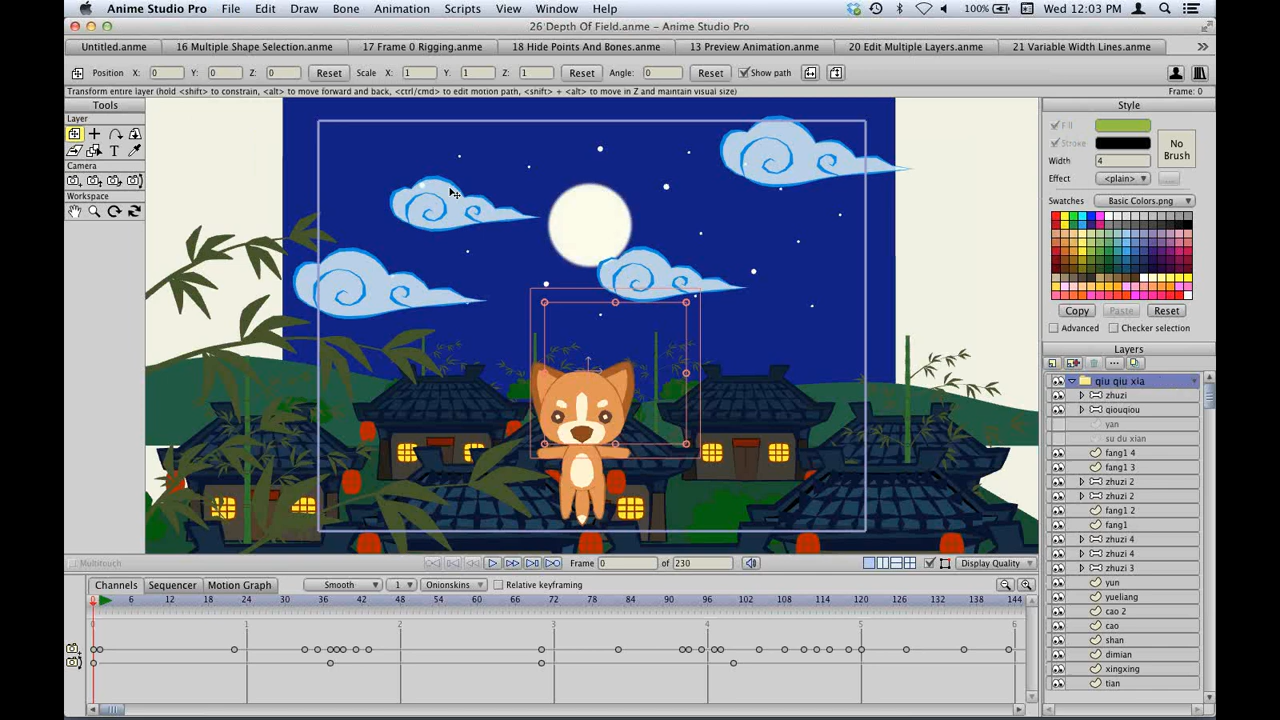 Anime Studio Pro File Edit Draw Bone Animation Scripts View Window Help 100% Wed 12:03 PM
26 Depth Of Field.anme – Anime Studio Pro
Untitled.anme 16 Multiple Shape Selection.anme 17 Frame 0 Rigging.anme 18 Hide Points And Bones.anme 13 Preview Animation.anme 20 Edit Multiple Layers.anme 21 Variable Width Lines.anme
Position X: 0 Y: 0 Z: 0 Reset Scale X: 1 Y: 1 Z: 1 Reset Angle: 0 Reset Show path
Transform entire layer (hold <shift> to constrain, <alt> to move forward and back, <ctrl/cmd> to edit motion path, <shift> + <alt> to move in Z and maintain visual size) Frame: 0
Tools
Layer
Camera
Workspace
Style
Fill
Stroke
Width 4
No Brush
Effect <plain> ...
Swatches Basic Colors.png
Copy Paste Reset
Advanced Checker selection
Layers
qiu qiu xia
zhuzi
qiouqiou
yan
su du xian
fang1 4
fang1 3
zhuzi 2
zhuzi 2
fang1 2
fang1
zhuzi 4
zhuzi 4
zhuzi 3
yun
yueliang
cao 2
cao
shan
dimian
xingxing
tian
Multitouch Frame 0 of 230 Display Quality
Channels Sequencer Motion Graph Smooth 1 Onionskins Relative keyframing
0 6 12 18 24 30 36 42 48 54 60 66 72 78 84 90 96 102 108 114 120 126 132 138 144
1 2 3 4 5 6